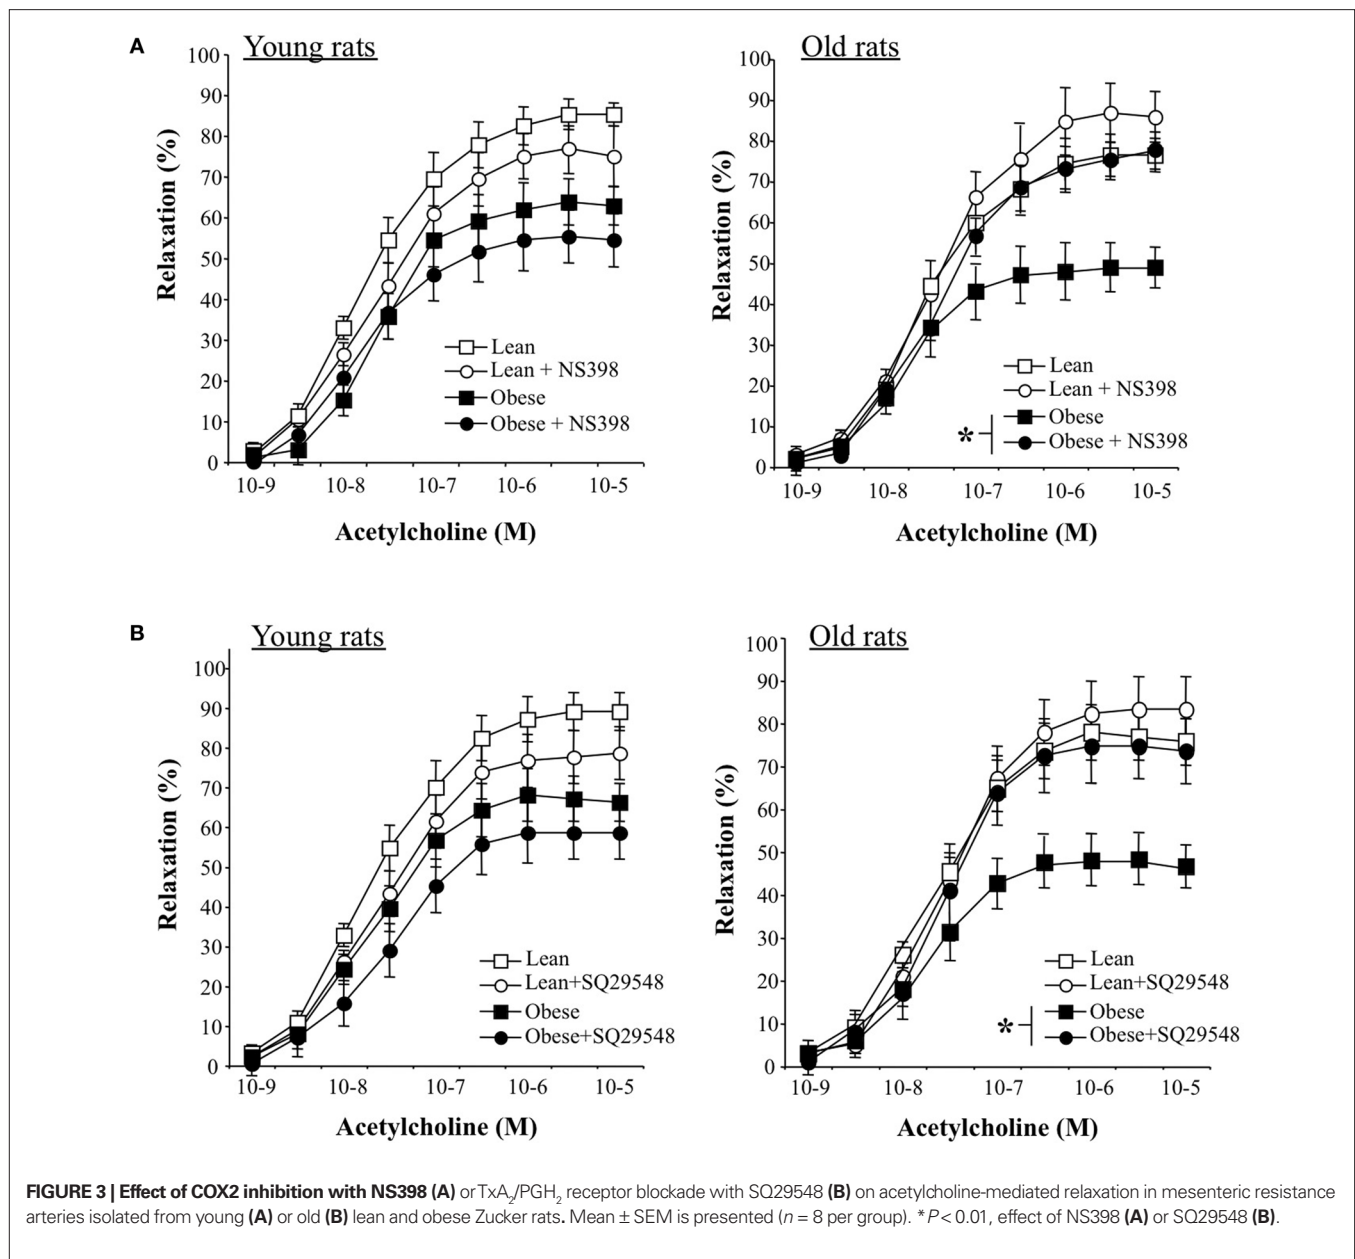 A
Young rats
100
90
80
70
60
50
40
30
20
10
0
Relaxation (%)
Lean
Lean + NS398
Obese
Obese + NS398
10-9 10-8 10-7 10-6 10-5
Acetylcholine (M)
Old rats
100
90
80
70
60
50
40
30
20
10
0
Relaxation (%)
Lean
Lean + NS398
Obese
*
Obese + NS398
10-9 10-8 10-7 10-6 10-5
Acetylcholine (M)
B
Young rats
100
90
80
70
60
50
40
30
20
10
0
Relaxation (%)
Lean
Lean+SQ29548
Obese
Obese+SQ29548
10-9 10-8 10-7 10-6 10-5
Acetylcholine (M)
Old rats
100
90
80
70
60
50
40
30
20
10
0
Relaxation (%)
Lean
Lean+SQ29548
Obese
*
Obese+SQ29548
10-9 10-8 10-7 10-6 10-5
Acetylcholine (M)
FIGURE 3 | Effect of COX2 inhibition with NS398 (A) or TxA₂/PGH₂ receptor blockade with SQ29548 (B) on acetylcholine-mediated relaxation in mesenteric resistance
arteries isolated from young (A) or old (B) lean and obese Zucker rats. Mean ± SEM is presented (n = 8 per group). *P < 0.01, effect of NS398 (A) or SQ29548 (B).